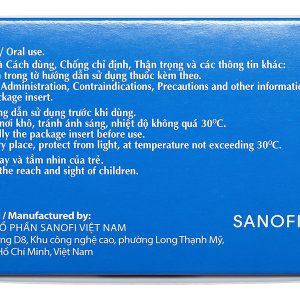 / Oral use.
Cách dùng, Chống chỉ định, Thận trọng và các thông tin khác:
trong tờ hướng dẫn sử dụng thuốc kèm theo.
Administration, Contraindications, Precautions and other information
package insert.
dẫn sử dụng trước khi dùng.
nơi khô, tránh ánh sáng, nhiệt độ không quá 30°C.
the package insert before use.
place, protect from light, at temperature not exceeding 30°C.
tay và tầm nhìn của trẻ.
the reach and sight of children.
/ Manufactured by:
PHẦN SANOFI VIỆT NAM
D8, Khu công nghệ cao, phường Long Thạnh Mỹ,
Hồ Chí Minh, Việt Nam
SANOFI